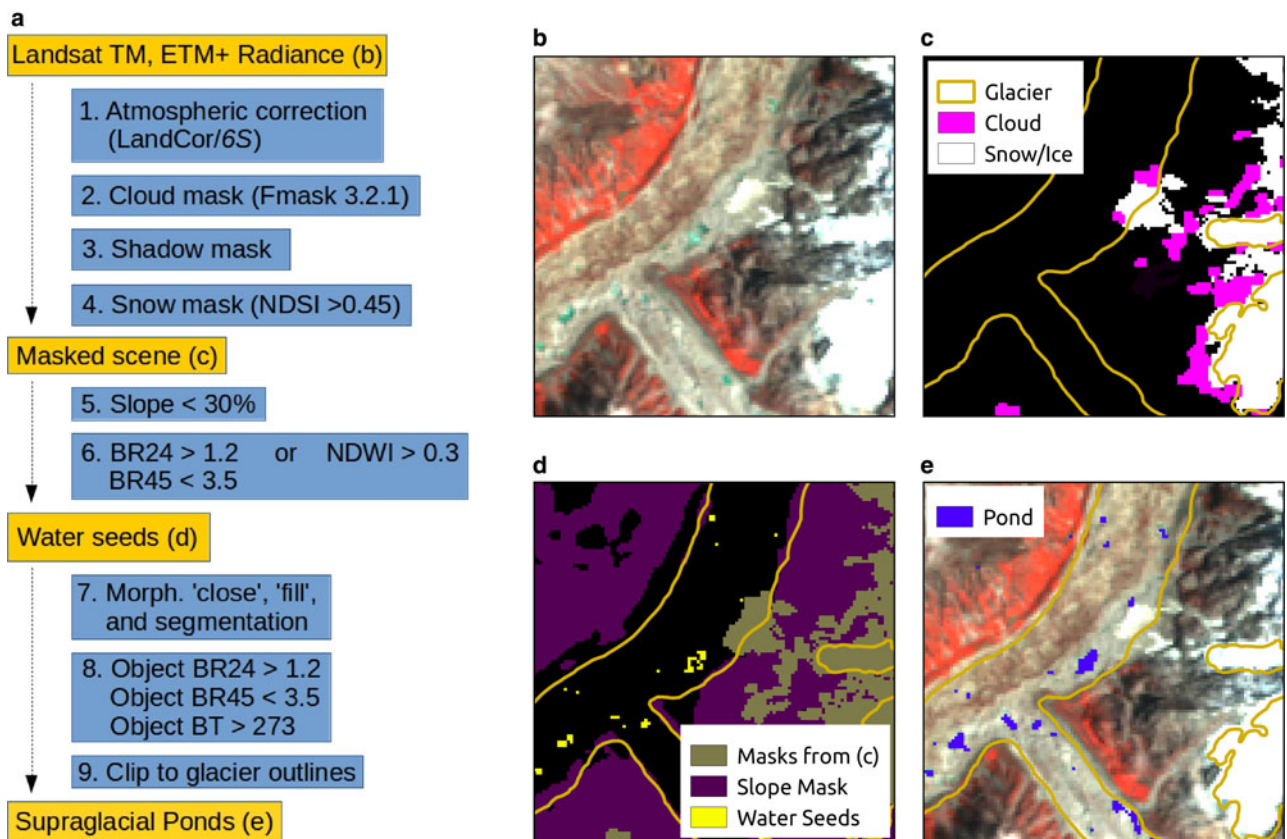 a
Landsat TM, ETM+ Radiance (b)
1. Atmospheric correction
(LandCor/6S)
2. Cloud mask (Fmask 3.2.1)
3. Shadow mask
4. Snow mask (NDSI >0.45)
Masked scene (c)
5. Slope < 30%
6. BR24 > 1.2 or NDWI > 0.3
BR45 < 3.5
Water seeds (d)
7. Morph. 'close', 'fill',
and segmentation
8. Object BR24 > 1.2
Object BR45 < 3.5
Object BT > 273
9. Clip to glacier outlines
Supraglacial Ponds (e)
b
c
Glacier
Cloud
Snow/Ice
d
Masks from (c)
Slope Mask
Water Seeds
e
Pond